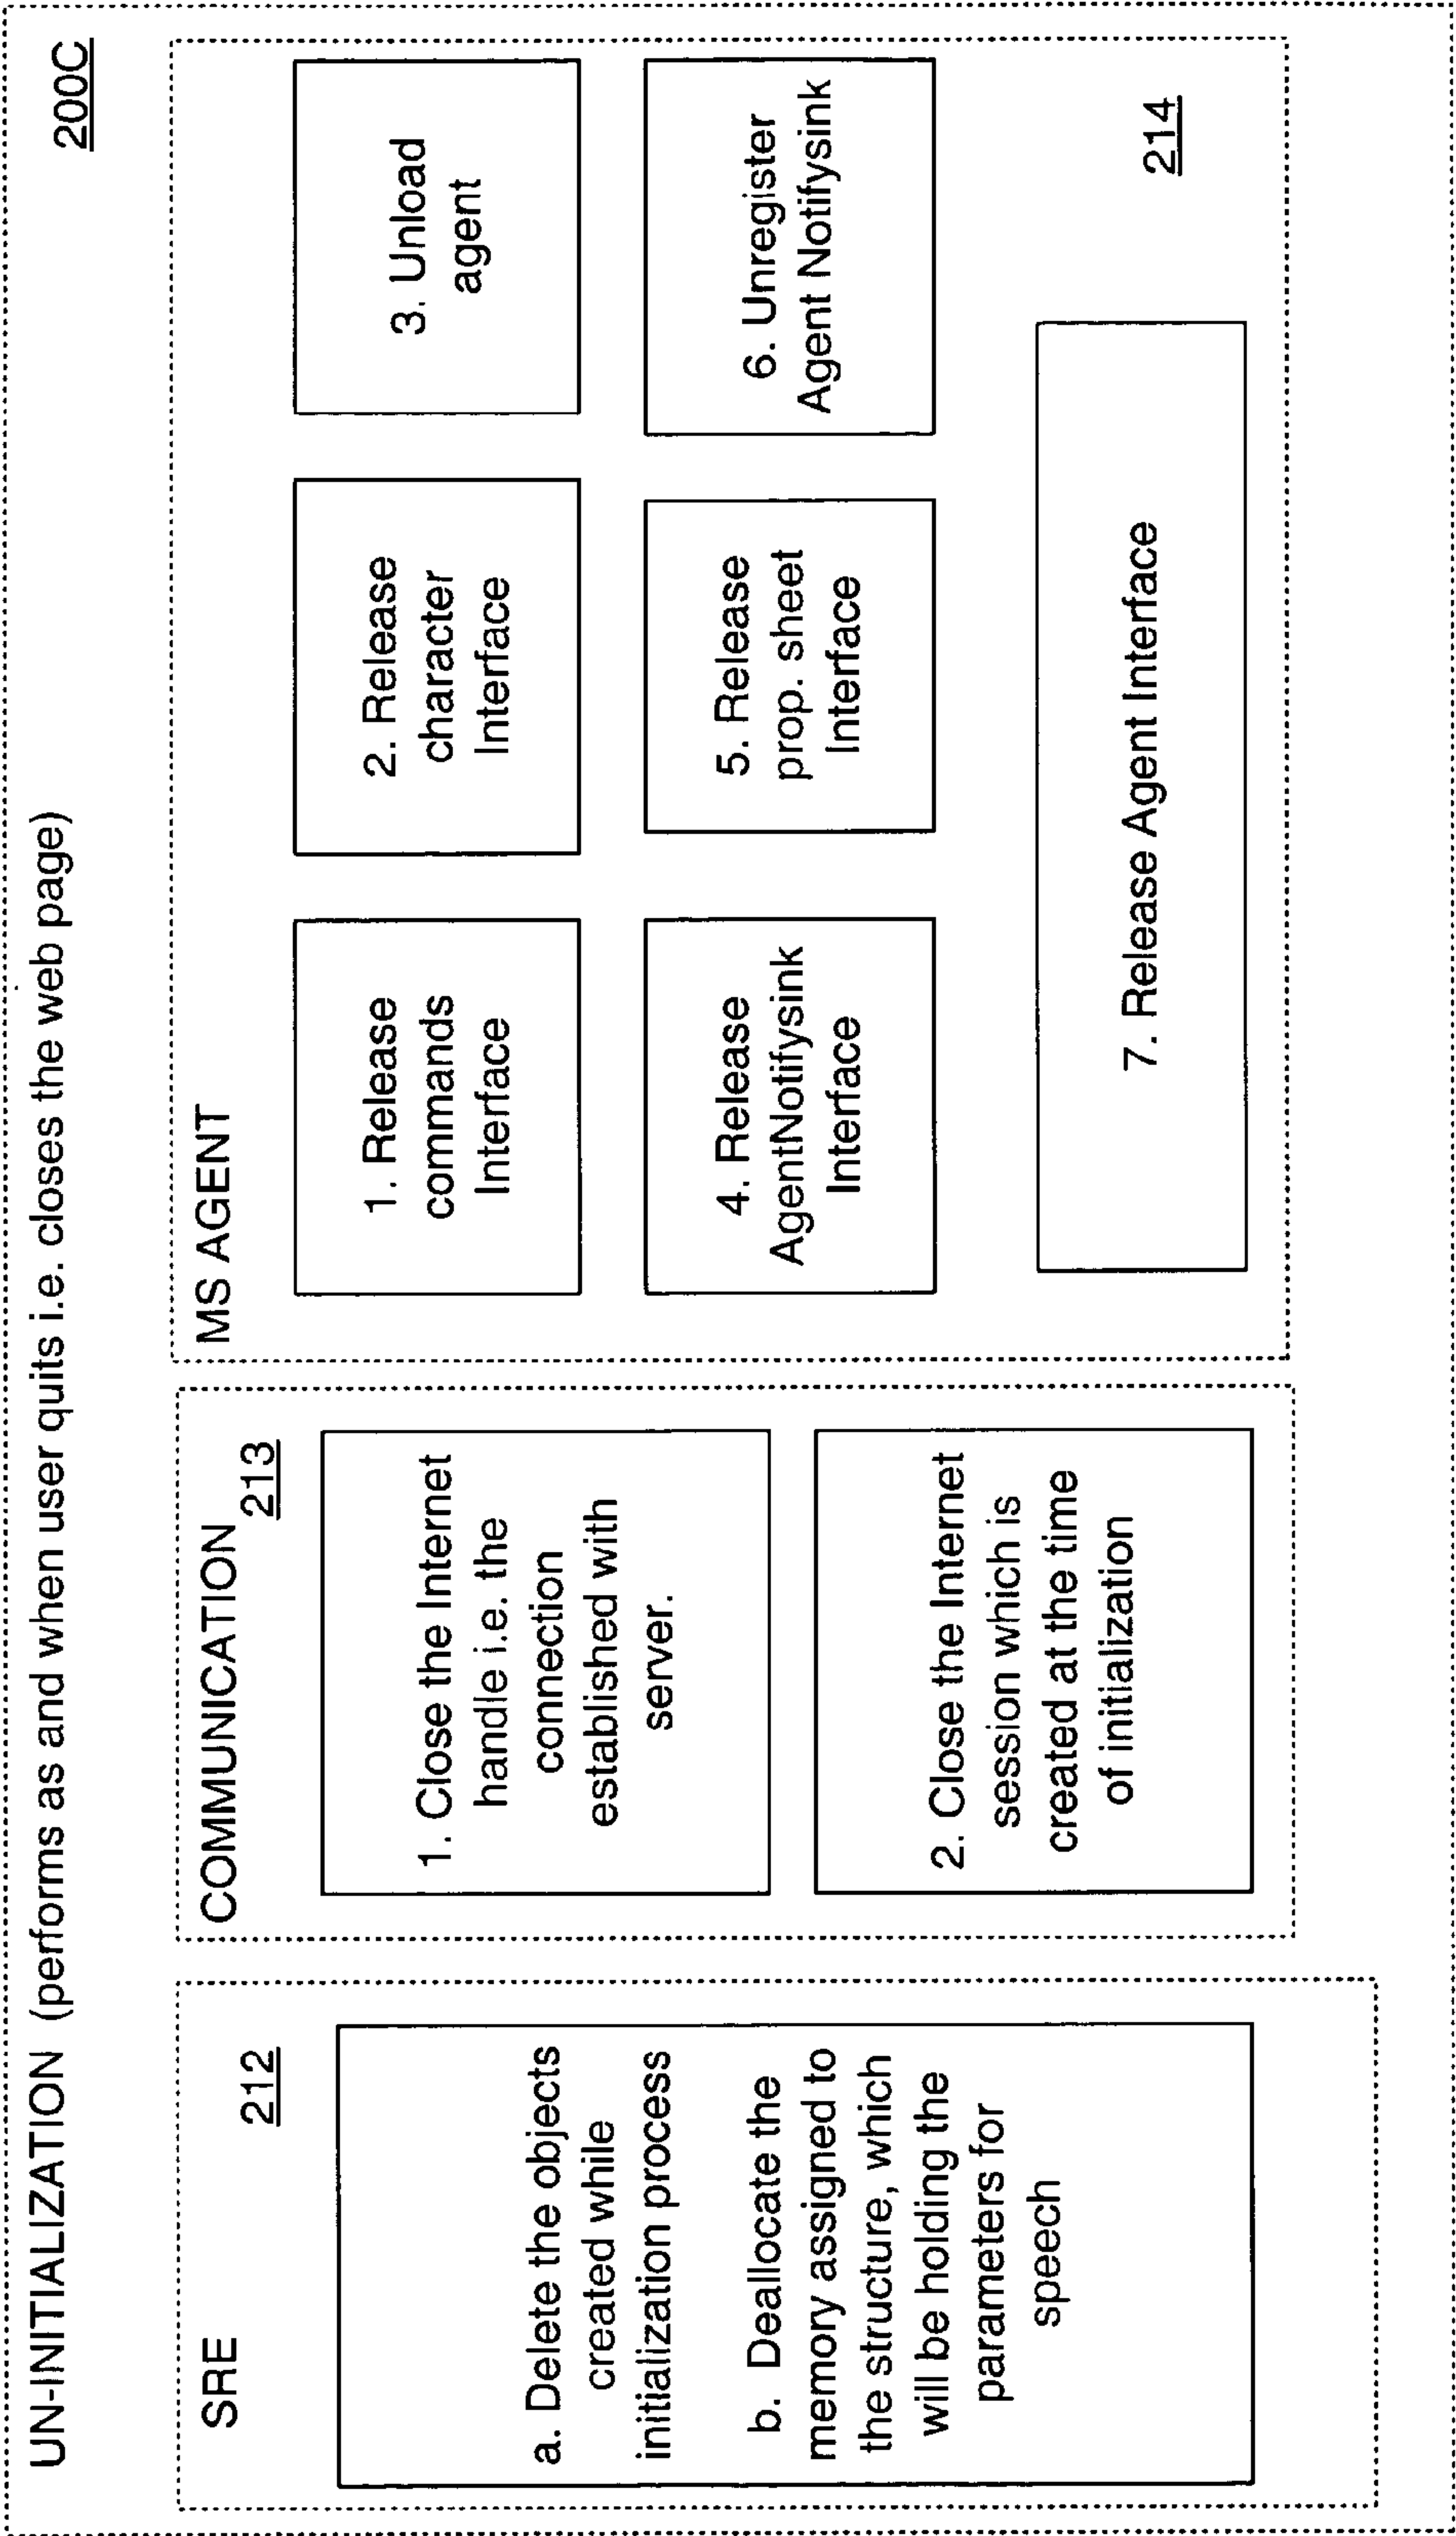 UN-INITIALIZATION (performs as and when user quits i.e. closes the web page)
200C
SRE
212
a. Delete the objects
created while
initialization process
b. Deallocate the
memory assigned to
the structure, which
will be holding the
parameters for
speech
COMMUNICATION
213
1. Close the Internet
handle i.e. the
connection
established with
server.
2. Close the Internet
session which is
created at the time
of initialization
MS AGENT
1. Release
commands
Interface
2. Release
character
Interface
3. Unload
agent
4. Release
AgentNotifysink
Interface
5. Release
prop. sheet
Interface
6. Unregister
Agent Notifysink
7. Release Agent Interface
214